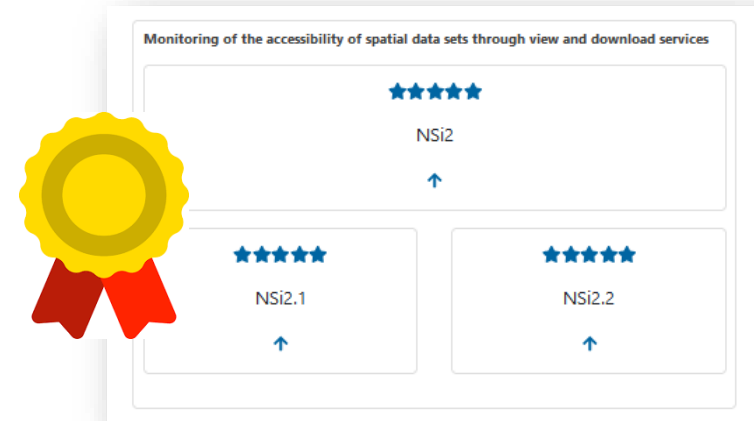 Monitoring of the accessibility of spatial data sets through view and download services
NSi2
NSi2.1
NSi2.2